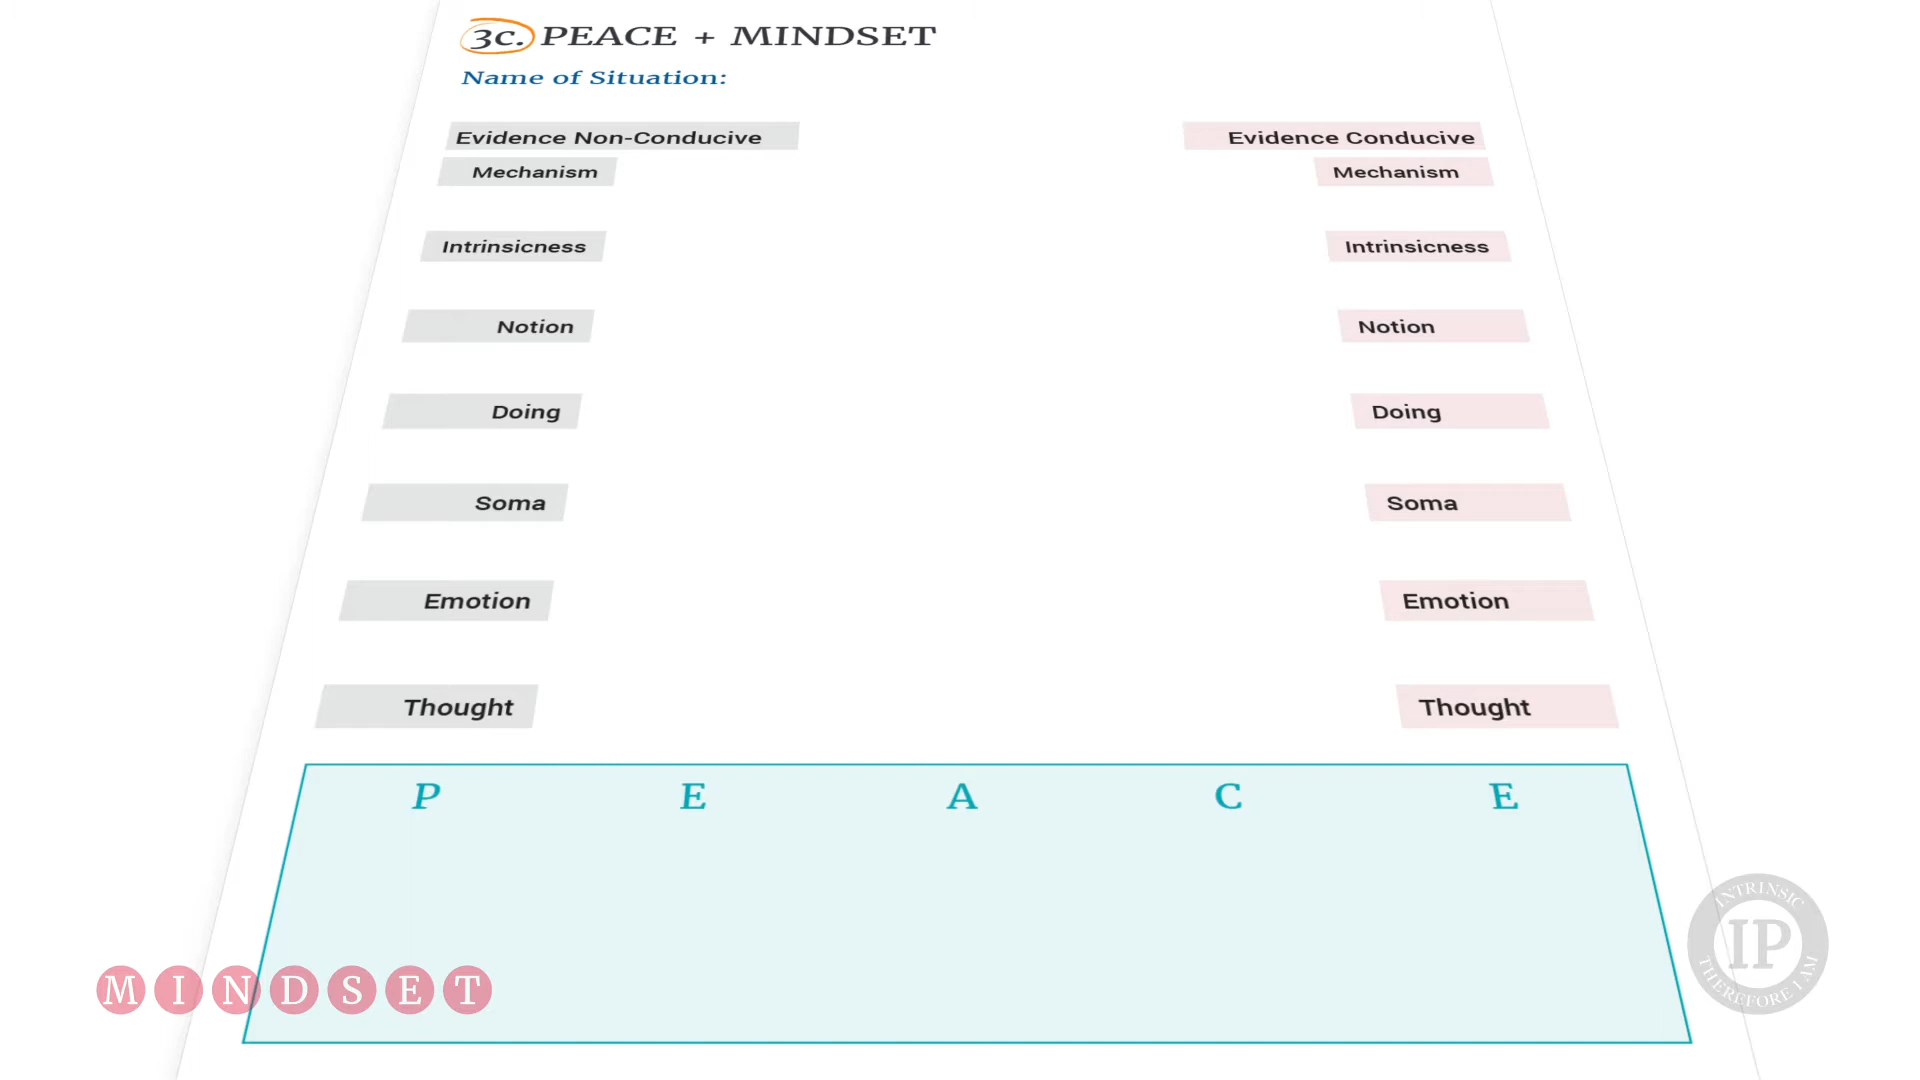 3c. PEACE + MINDSET
Name of Situation:
Evidence Non-Conducive
Evidence Conducive
Mechanism
Mechanism
Intrinsicness
Intrinsicness
Notion
Notion
Doing
Doing
Soma
Soma
Emotion
Emotion
Thought
Thought
P E A C E
MINDSET
INTRINSIC
IP
THEREFORE I AM